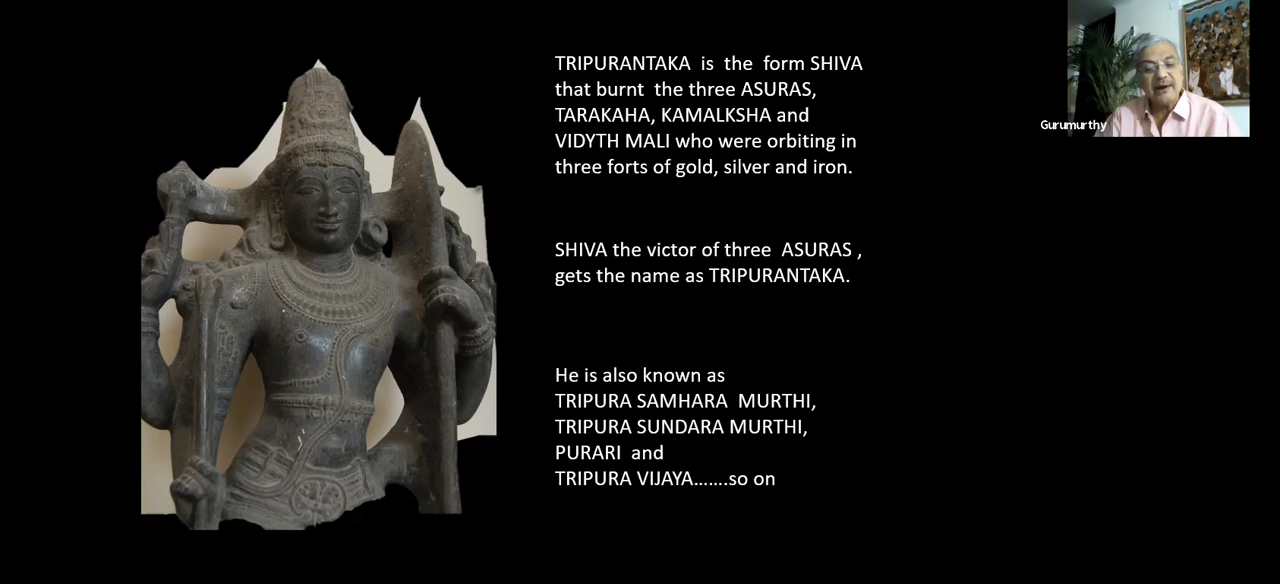 TRIPURANTAKA is the form SHIVA
that burnt the three ASURAS,
TARAKAHA, KAMALKSHA and
VIDYTH MALI who were orbiting in
three forts of gold, silver and iron.
SHIVA the victor of three ASURAS ,
gets the name as TRIPURANTAKA.
He is also known as
TRIPURA SAMHARA MURTHI,
TRIPURA SUNDARA MURTHI,
PURARI and
TRIPURA VIJAYA.......so on
Gurumurthy